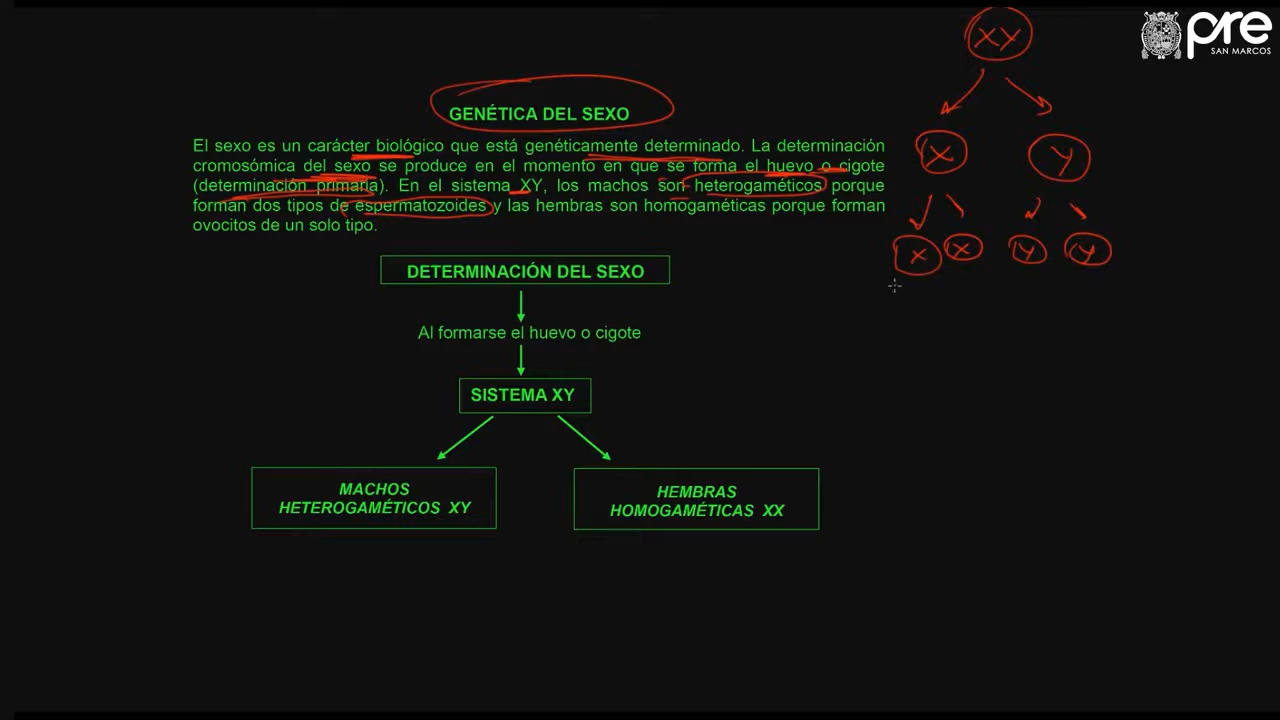 pre
SAN MARCOS
XY
GENÉTICA DEL SEXO
El sexo es un carácter biológico que está genéticamente determinado. La determinación
cromosómica del sexo se produce en el momento en que se forma el huevo o cigote
(determinación primaria). En el sistema XY, los machos son heterogaméticos porque
forman dos tipos de espermatozoides y las hembras son homogaméticas porque forman
ovocitos de un solo tipo.
X Y
X X Y Y
DETERMINACIÓN DEL SEXO
Al formarse el huevo o cigote
SISTEMA XY
MACHOS
HETEROGAMÉTICOS XY
HEMBRAS
HOMOGAMÉTICAS XX